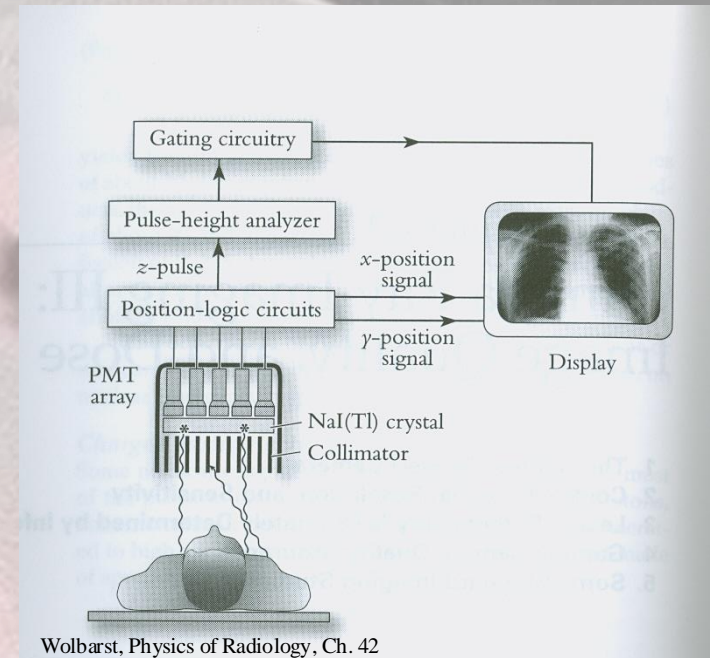 Gating circuitry
Pulse-height analyzer
z-pulse
Position-logic circuits
x-position
signal
y-position
signal
Display
PMT
array
NaI(Tl) crystal
Collimator
Wolbarst, Physics of Radiology, Ch. 42